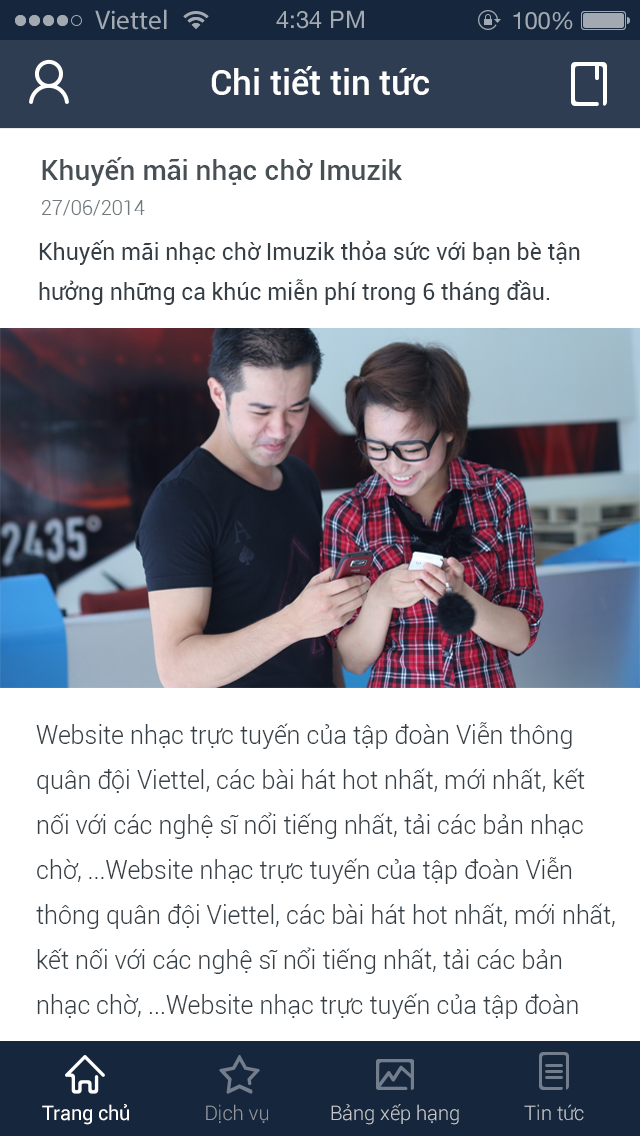 Viettel 4:34 PM 100%
Chi tiết tin tức
Khuyến mãi nhạc chờ Imuzik
27/06/2014
Khuyến mãi nhạc chờ Imuzik thỏa sức với bạn bè tận
hưởng những ca khúc miễn phí trong 6 tháng đầu.
7435°
A
Website nhạc trực tuyến của tập đoàn Viễn thông
quân đội Viettel, các bài hát hot nhất, mới nhất, kết
nối với các nghệ sĩ nổi tiếng nhất, tải các bản nhạc
chờ, ...Website nhạc trực tuyến của tập đoàn Viễn
thông quân đội Viettel, các bài hát hot nhất, mới nhất,
kết nối với các nghệ sĩ nổi tiếng nhất, tải các bản
nhạc chờ, ...Website nhạc trực tuyến của tập đoàn
Trang chủ Dịch vụ Bảng xếp hạng Tin tức